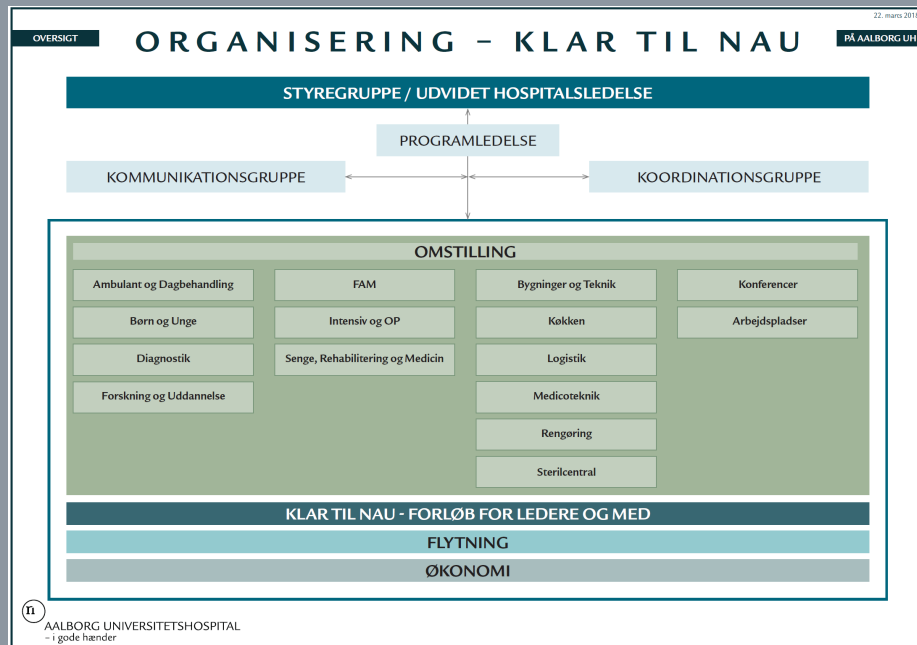 22. marts 2018
OVERSIGT
ORGANISERING – KLAR TIL NAU
PÅ AALBORG UH
STYREGRUPPE / UDVIDET HOSPITALSLEDELSE
PROGRAMLEDELSE
KOMMUNIKATIONSGRUPPE
KOORDINATIONSGRUPPE
OMSTILLING
Ambulant og Dagbehandling
Børn og Unge
Diagnostik
Forskning og Uddannelse
FAM
Intensiv og OP
Senge, Rehabilitering og Medicin
Bygninger og Teknik
Køkken
Logistik
Medicoteknik
Rengøring
Sterilcentral
Konferencer
Arbejdspladser
KLAR TIL NAU - FORLØB FOR LEDERE OG MED
FLYTNING
ØKONOMI
n
AALBORG UNIVERSITETSHOSPITAL
– i gode hænder